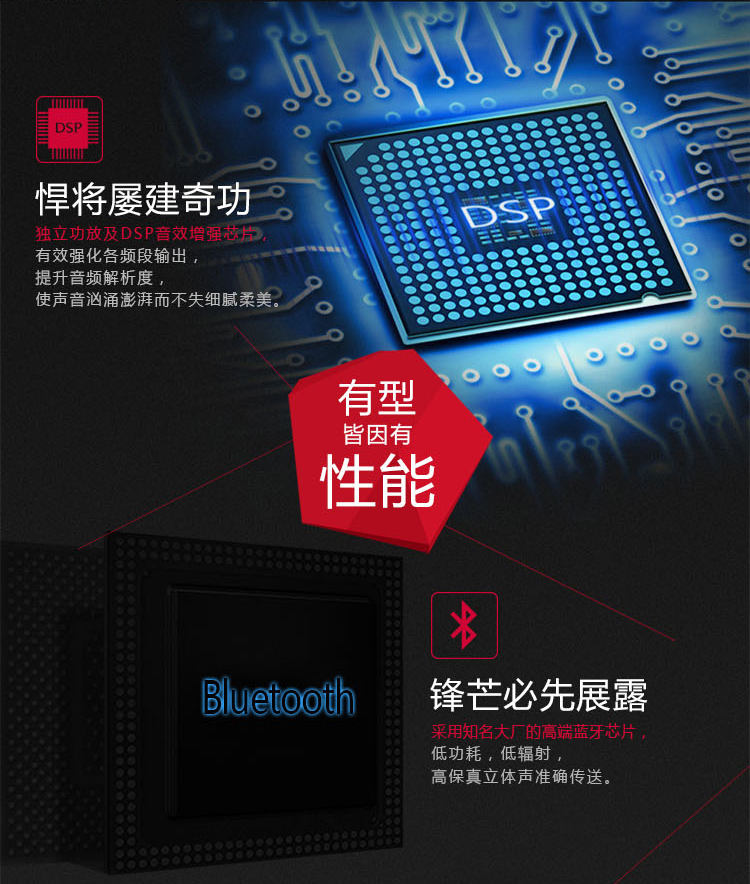 DSP
悍将屡建奇功
独立功放及DSP音效增强芯片，
有效强化各频段输出，
提升音频解析度，
使声音汹涌澎湃而不失细腻柔美。
DSP
有型
皆因有
性能
Bluetooth
锋芒必先展露
采用知名大厂的高端蓝牙芯片，
低功耗，低辐射，
高保真立体声准确传送。